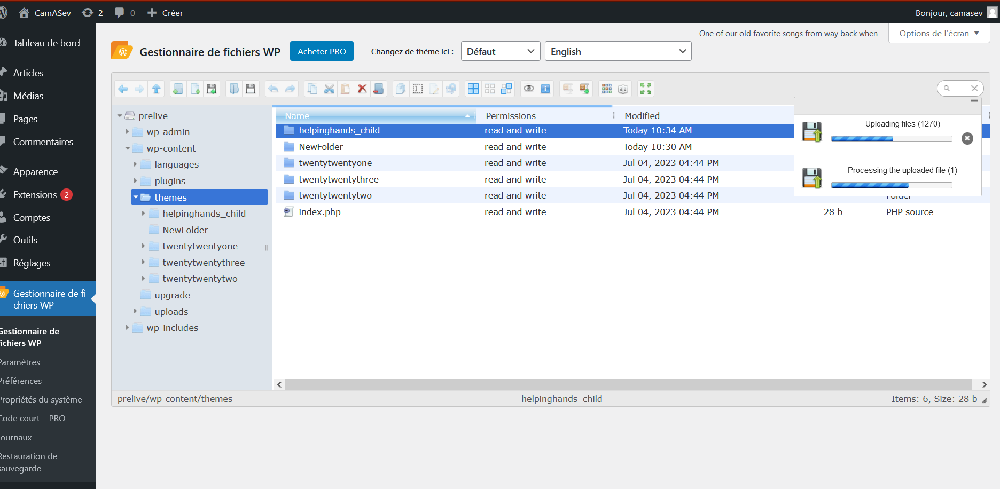 CamASev 2 0 Créer Bonjour, camasev
Tableau de bord
Articles
Médias
Pages
Commentaires
Apparence
Extensions 2
Comptes
Outils
Réglages
Gestionnaire de fi-
chiers WP
Gestionnaire de
fichiers WP
Paramètres
Préférences
Propriétés du système
Code court – PRO
Journaux
Restauration de
sauvegarde
One of our old favorite songs from way back when
Options de l'écran
Gestionnaire de fichiers WP
Acheter PRO
Changez de thème ici :
Défaut
English
prelive
wp-admin
wp-content
languages
plugins
themes
helpinghands_child
NewFolder
twentytwentyone
twentytwentythree
twentytwentytwo
upgrade
uploads
wp-includes
Name Permissions Modified
helpinghands_child read and write Today 10:34 AM
NewFolder read and write Today 10:30 AM
twentytwentyone read and write Jul 04, 2023 04:44 PM
twentytwentythree read and write Jul 04, 2023 04:44 PM
twentytwentytwo read and write Jul 04, 2023 04:44 PM Folder
index.php read and write Jul 04, 2023 04:44 PM 28 b PHP source
Uploading files (1270)
Processing the uploaded file (1)
prelive/wp-content/themes helpinghands_child Items: 6, Size: 28 b